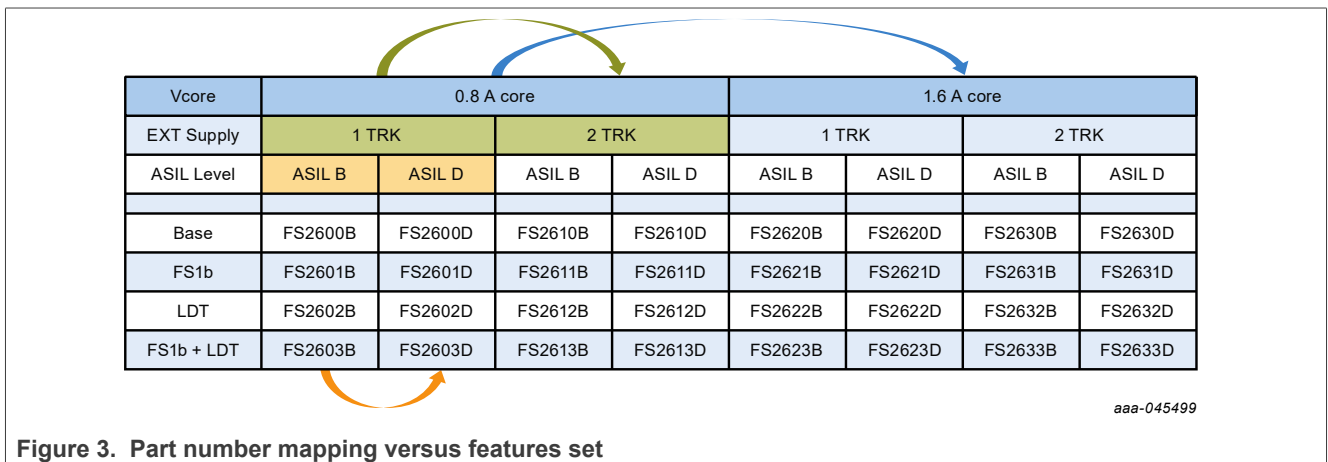 Vcore 0.8 A core 1.6 A core
EXT Supply 1 TRK 2 TRK 1 TRK 2 TRK
ASIL Level ASIL B ASIL D ASIL B ASIL D ASIL B ASIL D ASIL B ASIL D
Base FS2600B FS2600D FS2610B FS2610D FS2620B FS2620D FS2630B FS2630D
FS1b FS2601B FS2601D FS2611B FS2611D FS2621B FS2621D FS2631B FS2631D
LDT FS2602B FS2602D FS2612B FS2612D FS2622B FS2622D FS2632B FS2632D
FS1b + LDT FS2603B FS2603D FS2613B FS2613D FS2623B FS2623D FS2633B FS2633D
aaa-045499
Figure 3. Part number mapping versus features set